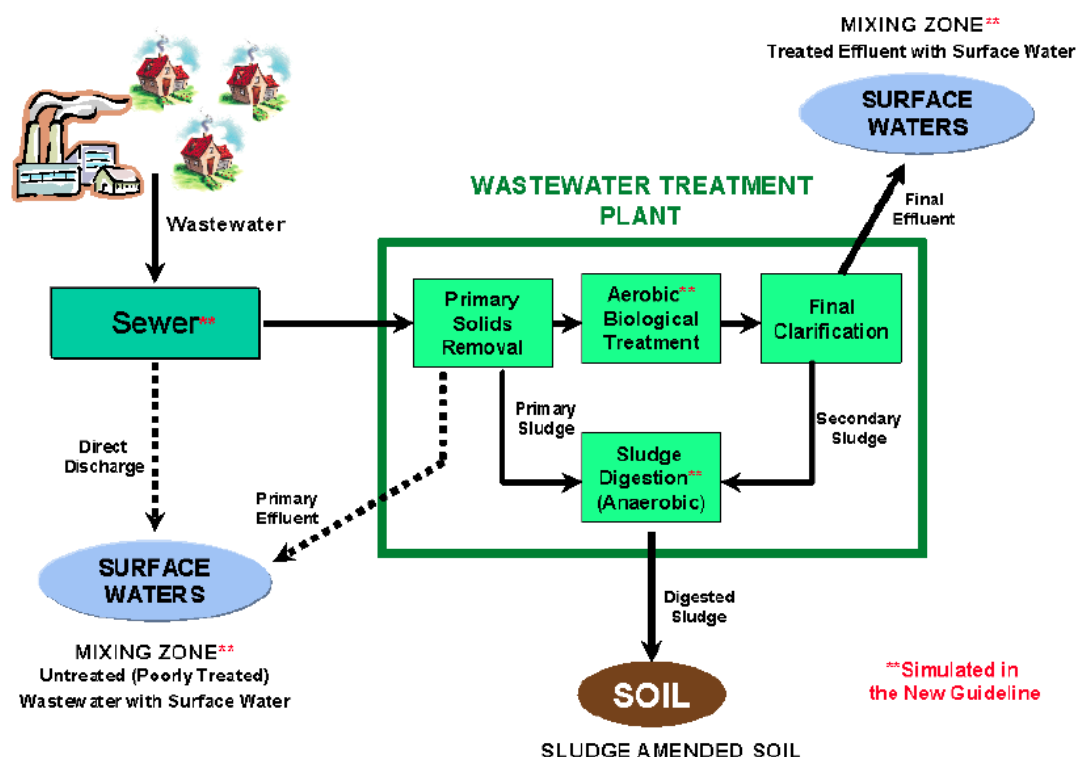 MIXING ZONE**
Treated Effluent with Surface Water
SURFACE
WATERS
WASTEWATER TREATMENT
PLANT
Final
Effluent
Wastewater
Sewer**
Primary
Solids
Removal
Aerobic**
Biological
Treatment
Final
Clarification
Direct
Discharge
Primary
Effluent
Primary
Sludge
Secondary
Sludge
Sludge
Digestion**
(Anaerobic)
SURFACE
WATERS
MIXING ZONE**
Untreated (Poorly Treated)
Wastewater with Surface Water
Digested
Sludge
SOIL
SLUDGE AMENDED SOIL
**Simulated in
the New Guideline